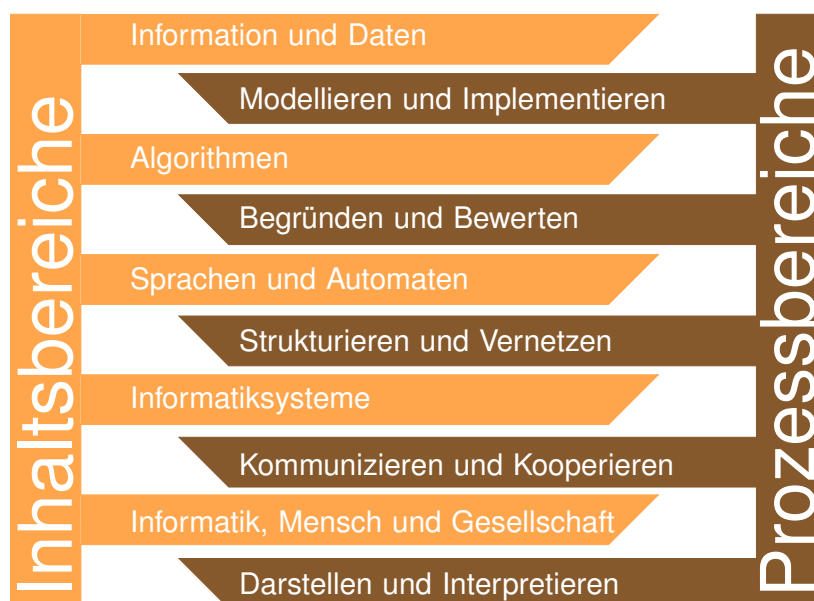 Inhaltsbereiche
Information und Daten
Modellieren und Implementieren
Algorithmen
Begründen und Bewerten
Sprachen und Automaten
Strukturieren und Vernetzen
Informatiksysteme
Kommunizieren und Kooperieren
Informatik, Mensch und Gesellschaft
Darstellen und Interpretieren
Prozessbereiche